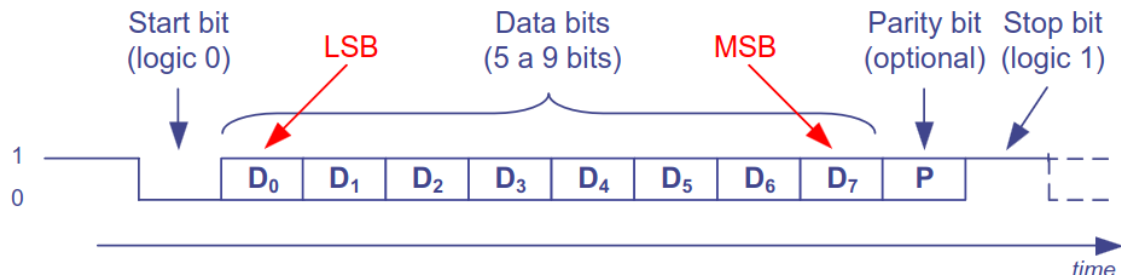 Start bit
(logic 0)
LSB
Data bits
(5 a 9 bits)
MSB
Parity bit
(optional)
Stop bit
(logic 1)
1
0
D₀ D₁ D₂ D₃ D₄ D₅ D₆ D₇ P
time